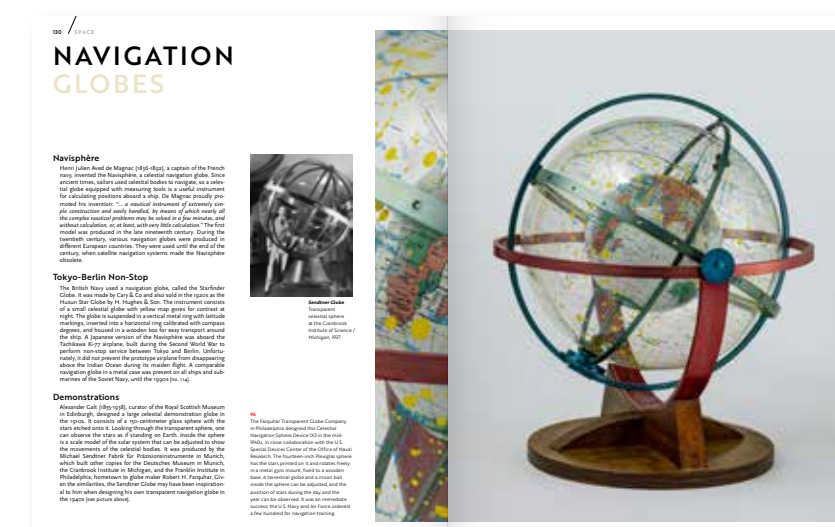 130 / SPACE
NAVIGATION
GLOBES
Navisphère
Henri Julien Aved de Magnac (1836-1892), a captain of the French
navy, invented the Navisphère, a celestial navigation globe. Since
ancient times, sailors used celestial bodies to navigate, so a celes-
tial globe equipped with measuring tools is a useful instrument
for calculating positions aboard a ship. De Magnac proudly pro-
moted his invention: “... a nautical instrument of extremely sim-
ple construction and easily handled, by means of which nearly all
the complex nautical problems may be solved in a few minutes, and
without calculation, or, at least, with very little calculation.” The first
model was produced in the late nineteenth century. During the
twentieth century, various navigation globes were produced in
different European countries. They were used until the end of the
century, when satellite navigation systems made the Navisphère
obsolete.
Tokyo-Berlin Non-Stop
The British Navy used a navigation globe, called the Starfinder
Globe. It was made by Cary & Co and also sold in the 1920s as the
Husun Star Globe by H. Hughes & Son. The instrument consists
of a small celestial globe with yellow map gores for contrast at
night. The globe is suspended in a vertical metal ring with latitude
markings, inserted into a horizontal ring calibrated with compass
degrees, and housed in a wooden box for easy transport around
the ship. A Japanese version of the Navisphere was aboard the
Tachikawa Ki-77 airplane, built during the Second World War to
perform non-stop service between Tokyo and Berlin. Unfortu-
nately, it did not prevent the prototype airplane from disappearing
above the Indian Ocean during its maiden flight. A comparable
navigation globe in a metal case was present on all ships and sub-
marines of the Soviet Navy, until the 1990s (no. 114).
Demonstrations
Alexander Galt (1855-1938), curator of the Royal Scottish Museum
in Edinburgh, designed a large celestial demonstration globe in
the 1910s. It consists of a 150-centimeter glass sphere with the
stars etched onto it. Looking through the transparent sphere, one
can observe the stars as if standing on Earth. Inside the sphere
is a scale model of the solar system that can be adjusted to show
the movements of the celestial bodies. It was produced by the
Michael Sendtner Fabrik für Präzisionsinstrumente in Munich,
which built other copies for the Deutsches Museum in Munich,
the Cranbrook Institute in Michigan, and the Franklin Institute in
Philadelphia, hometown to globe maker Robert H. Farquhar. Giv-
en the similarities, the Sendtner Globe may have been inspiration-
al to him when designing his own transparent navigation globe in
the 1940s (see picture above).
Sendtner Globe
Transparent
celestial sphere
at the Cranbrook
Institute of Science /
Michigan, 1937
96
The Farquhar Transparent Globe Company
in Philadelphia designed this Celestial
Navigation Sphere Device 1X3 in the mid-
1940s, in close collaboration with the U.S.
Special Devices Center of the Office of Naval
Research. The fourteen-inch Plexiglas sphere
has the stars printed on it and rotates freely
in a metal gyro mount, fixed to a wooden
base. A terrestrial globe and a moon ball
inside the sphere can be adjusted, and the
position of stars during the day and the
year can be observed. It was an immediate
success; the U.S. Navy and Air Force ordered
a few hundred for navigation training.